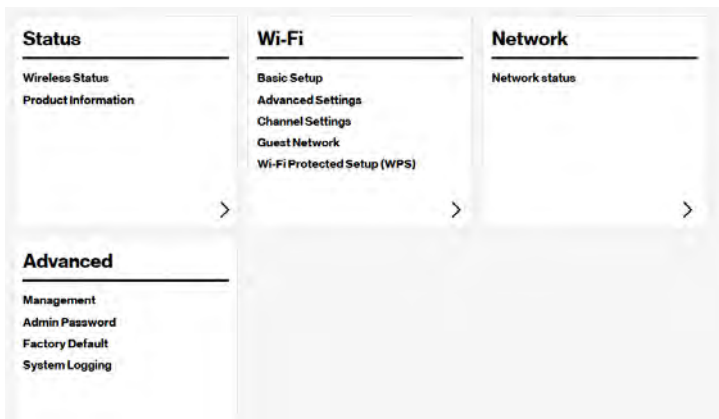 Status
Wireless Status
Product Information
Wi-Fi
Basic Setup
Advanced Settings
Channel Settings
Guest Network
Wi-Fi Protected Setup (WPS)
Network
Network status
Advanced
Management
Admin Password
Factory Default
System Logging